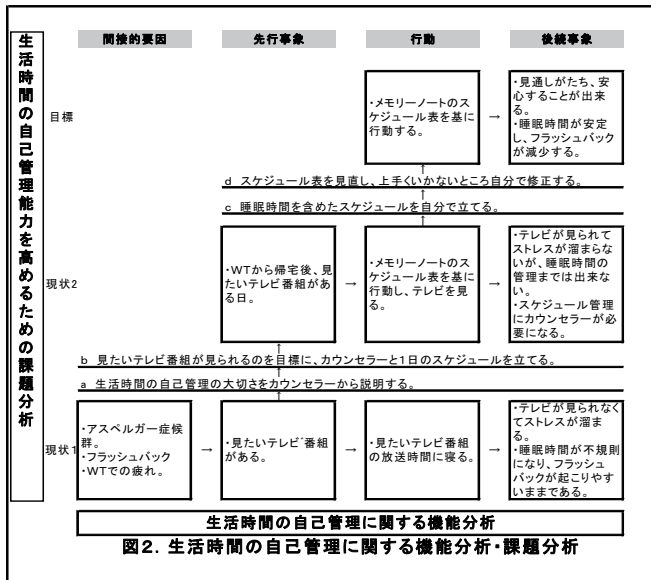 生活時間の自己管理能力を高めるための課題分析
間接的要因
先行事象
行動
後続事象
目標
・メモリーノートの
スケジュール表を基に
行動する。
→
・見通しがたち、安
心することが出来
る。
・睡眠時間が安定
し、フラッシュバック
が減少する。
↑
d スケジュール表を見直し、上手くいかないところ自分で修正する。
↑
c 睡眠時間を含めたスケジュールを自分で立てる。
↑
現状2
・WTから帰宅後、見
たいテレビ番組があ
る日。
→
・メモリーノートの
スケジュール表を基に
行動し、テレビを見
る。
→
・テレビが見られて
ストレスが溜まらな
いが、睡眠時間の
管理までは出来な
い。
・スケジュール管理
にカウンセラーが必
要になる。
↑
b 見たいテレビ番組が見られるのを目標に、カウンセラーと1日のスケジュールを立てる。
↑
a 生活時間の自己管理の大切さをカウンセラーから説明する。
↑
現状1
・アスペルガー症候
群。
・フラッシュバック
・WTでの疲れ。
→
・見たいテレビ番組
がある。
→
・見たいテレビ番組
の放送時間に寝る。
→
・テレビが見られなく
てストレスが溜ま
る。
・睡眠時間が不規則
になり、フラッシュ
バックが起こりやす
いままである。
生活時間の自己管理に関する機能分析
図2. 生活時間の自己管理に関する機能分析・課題分析